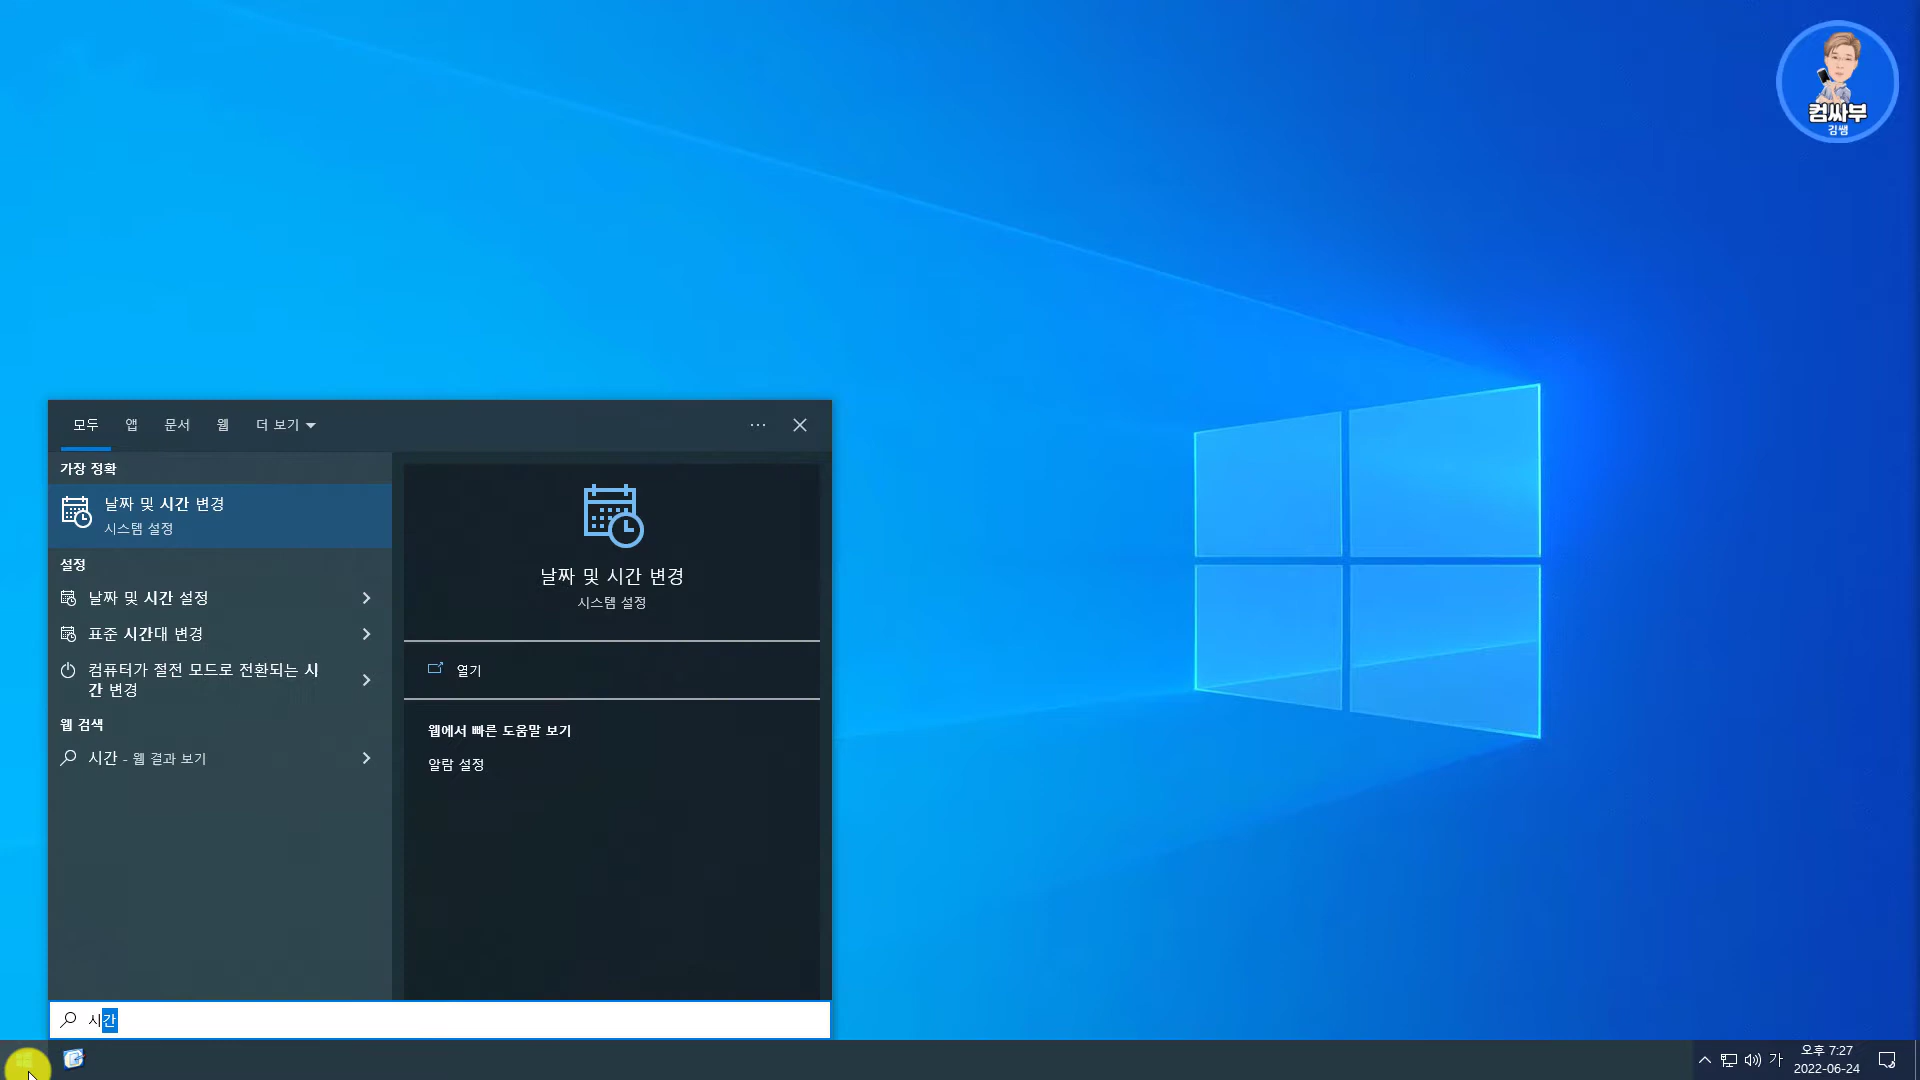 컴싸부
김쌤
모두 앱 문서 웹 더 보기 ···
가장 정확
날짜 및 시간 변경
시스템 설정
설정
날짜 및 시간 설정
표준 시간대 변경
컴퓨터가 절전 모드로 전환되는 시
간 변경
웹 검색
시간 - 웹 결과 보기
날짜 및 시간 변경
시스템 설정
열기
웹에서 빠른 도움말 보기
알람 설정
시간
가
오후 7:27
2022-06-24